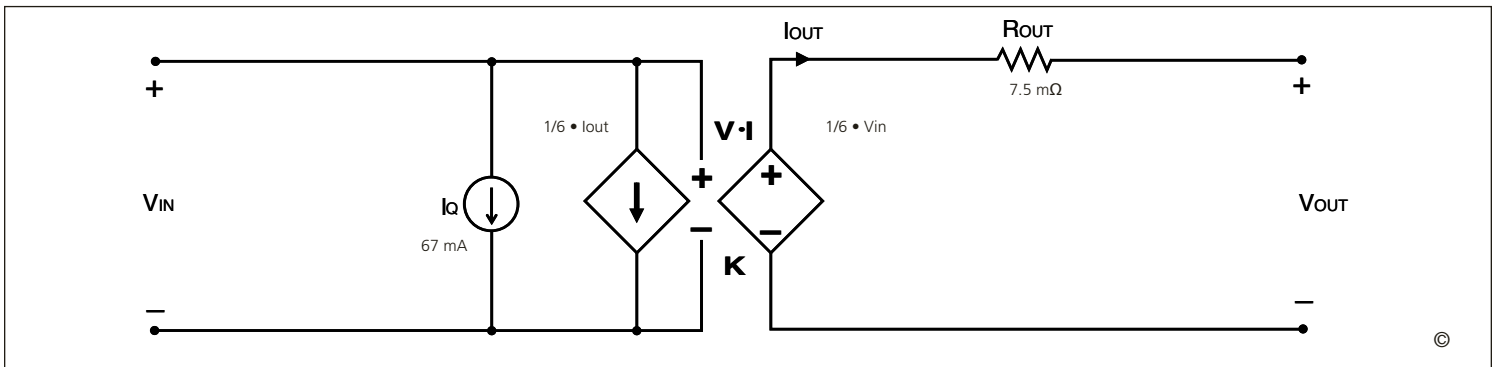 IOUT
ROUT
7.5 mΩ
+
+
1/6 • Iout
V•I
1/6 • Vin
+
+
VIN
IQ
VOUT
67 mA
–
–
K
–
–
©